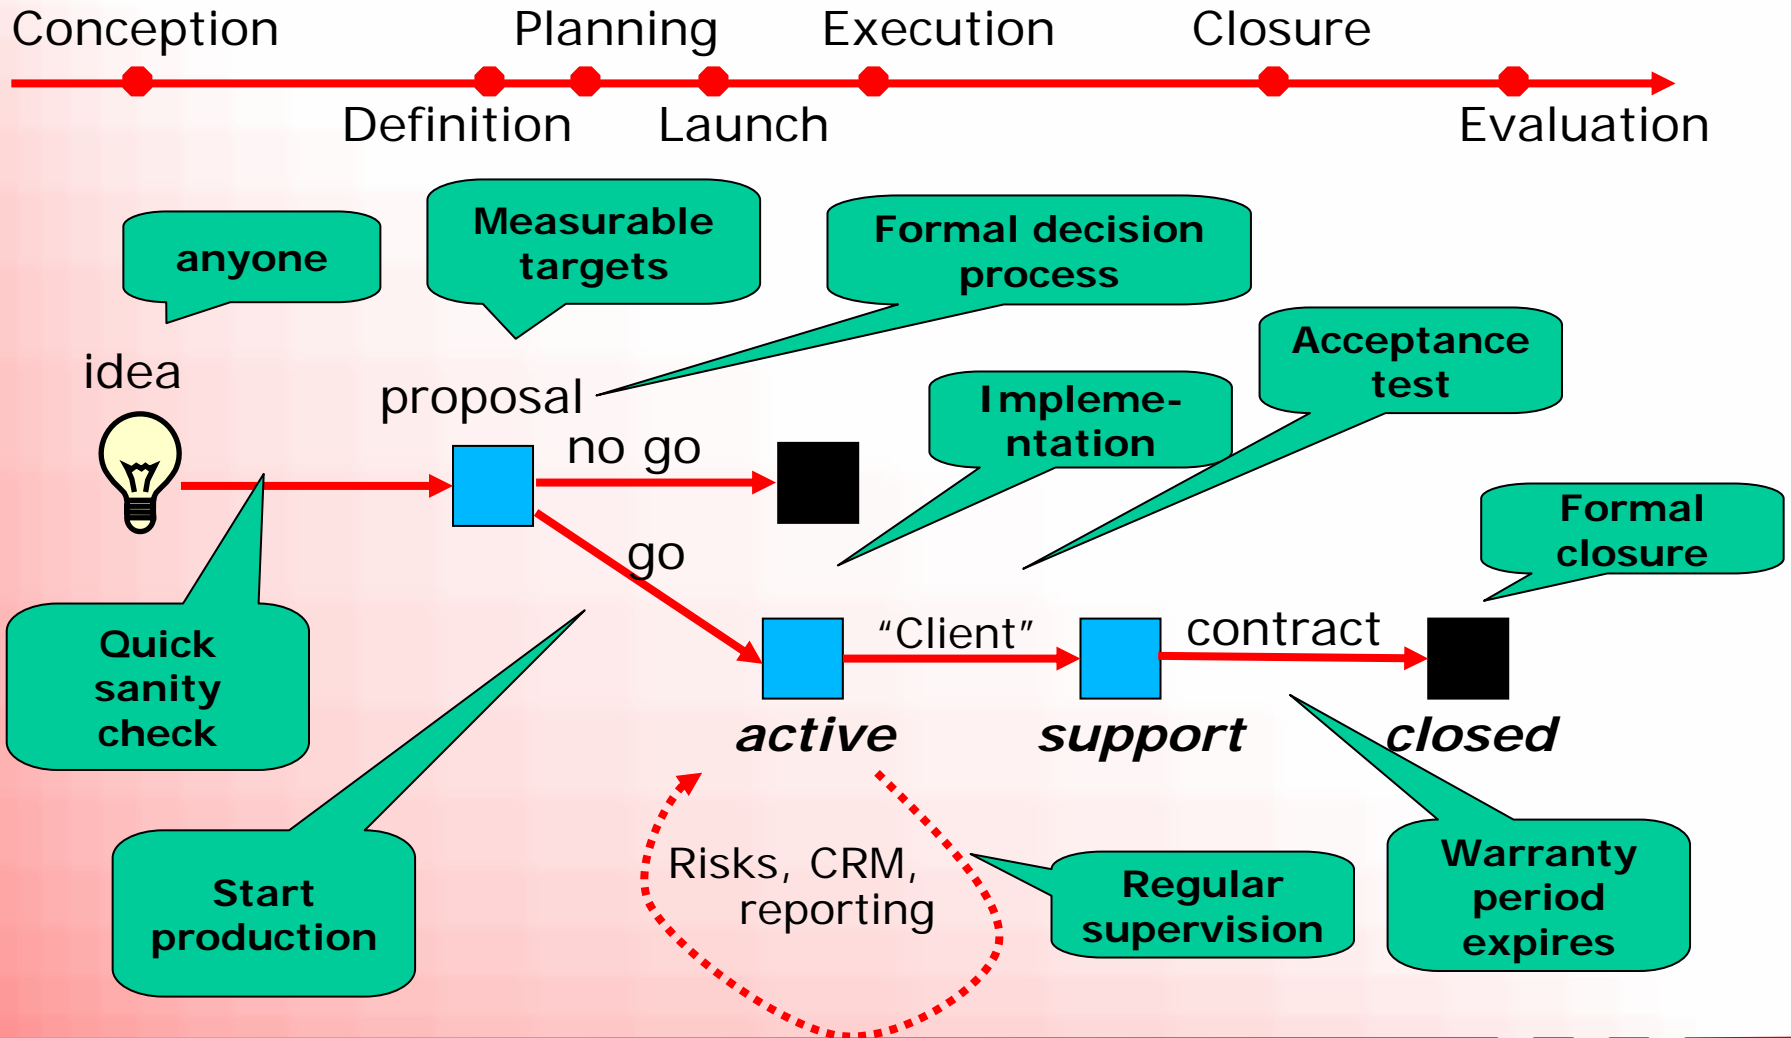 Conception
Planning
Execution
Closure
Definition
Launch
Evaluation
anyone
Measurable
targets
Formal decision
process
Acceptance
test
idea
proposal
Impleme-
ntation
no go
Formal
closure
go
Quick
sanity
check
"Client"
contract
active
support
closed
Start
production
Risks, CRM,
reporting
Regular
supervision
Warranty
period
expires